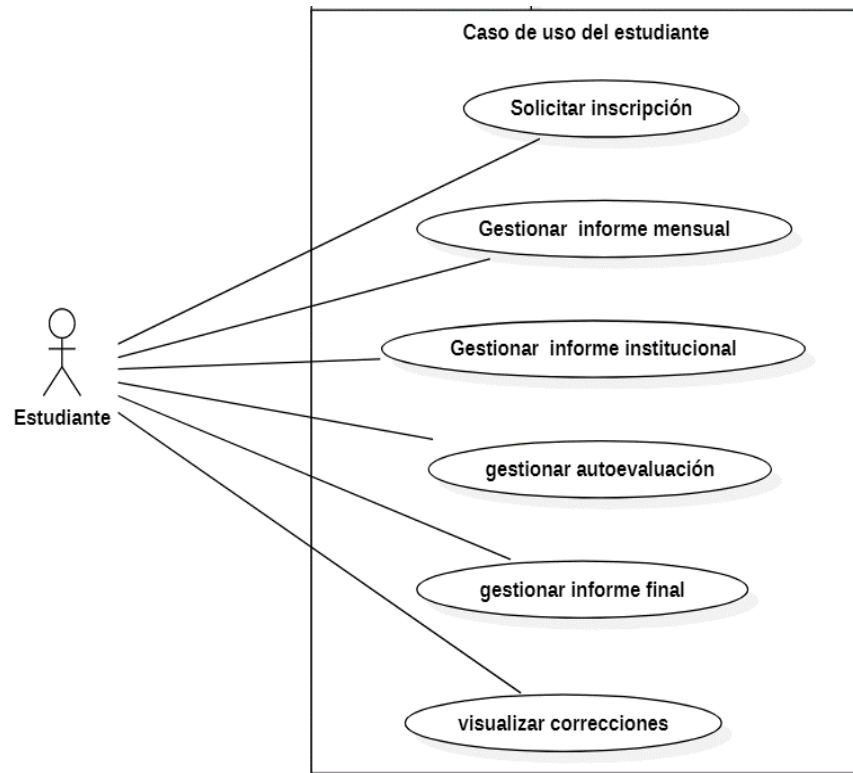 Caso de uso del estudiante
Solicitar inscripción
Gestionar informe mensual
Gestionar informe institucional
Estudiante
gestionar autoevaluación
gestionar informe final
visualizar correcciones